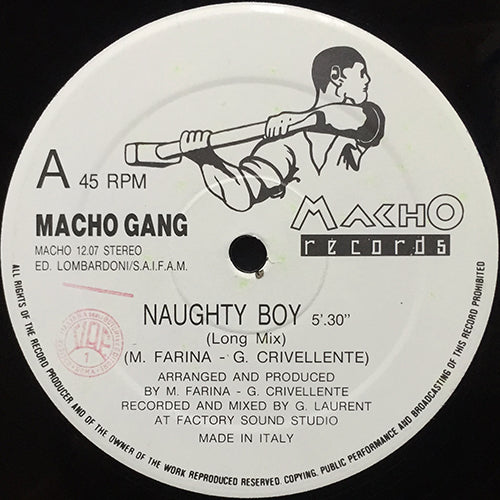 A 45 RPM
MACHO GANG
MACHO 12.07 STEREO
ED. LOMBARDONI/S.A.I.F.A.M.
MACHO
récords
NAUGHTY BOY 5'.30"
(Long Mix)
(M. FARINA - G. CRIVELLENTE)
ARRANGED AND PRODUCED
BY M. FARINA - G. CRIVELLENTE
RECORDED AND MIXED BY G. LAURENT
AT FACTORY SOUND STUDIO
MADE IN ITALY
ALL RIGHTS OF THE RECORD PRODUCER AND OF THE OWNER OF THE WORK REPRODUCED RESERVED. COPYING, PUBLIC PERFORMANCE AND BROADCASTING OF THIS RECORD PROHIBITED
1